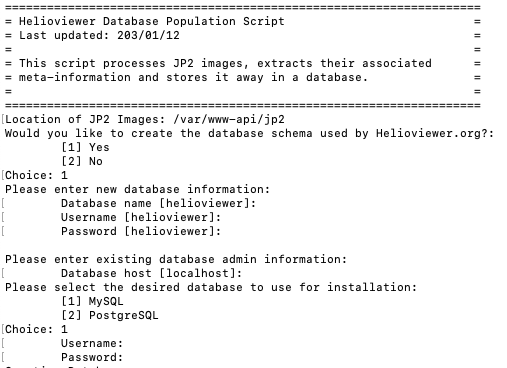 ====================================================================
= Helioviewer Database Population Script                           =
= Last updated: 203/01/12                                          =
=                                                                  =
= This script processes JP2 images, extracts their associated      =
= meta-information and stores it away in a database.               =
=                                                                  =
====================================================================
[Location of JP2 Images: /var/www-api/jp2
Would you like to create the database schema used by Helioviewer.org?:
        [1] Yes
        [2] No
[Choice: 1
Please enter new database information:
[        Database name [helioviewer]:
[        Username [helioviewer]:
[        Password [helioviewer]:

Please enter existing database admin information:
[        Database host [localhost]:
Please select the desired database to use for installation:
        [1] MySQL
        [2] PostgreSQL
[Choice: 1
[        Username:
[        Password: